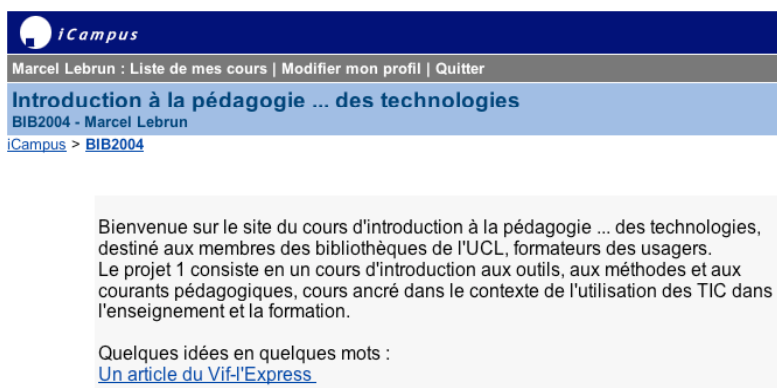 iCampus
Marcel Lebrun : Liste de mes cours | Modifier mon profil | Quitter
Introduction à la pédagogie ... des technologies
BIB2004 - Marcel Lebrun
iCampus > BIB2004
Bienvenue sur le site du cours d'introduction à la pédagogie ... des technologies,
destiné aux membres des bibliothèques de l'UCL, formateurs des usagers.
Le projet 1 consiste en un cours d'introduction aux outils, aux méthodes et aux
courants pédagogiques, cours ancré dans le contexte de l'utilisation des TIC dans
l'enseignement et la formation.
Quelques idées en quelques mots :
Un article du Vif-l'Express